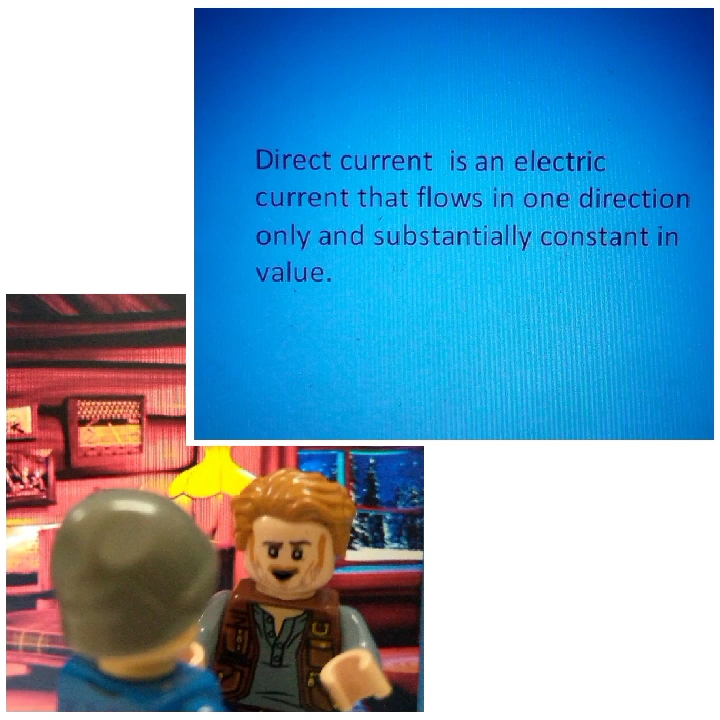 Direct current  is an electric
current that flows in one direction
only and substantially constant in
value.